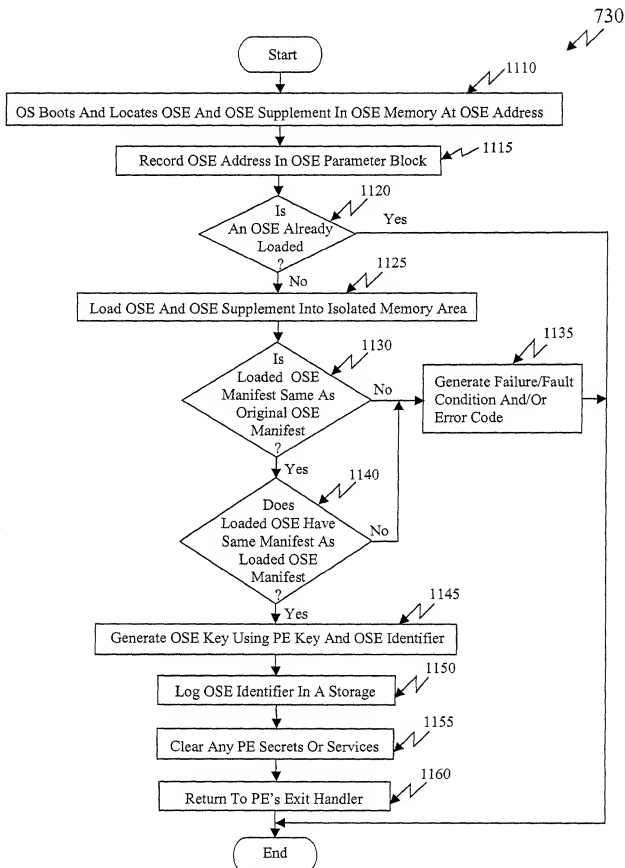 730
Start
1110
OS Boots And Locates OSE And OSE Supplement In OSE Memory At OSE Address
1115
Record OSE Address In OSE Parameter Block
1120
Is
An OSE Already
Loaded
?
Yes
No
1125
Load OSE And OSE Supplement Into Isolated Memory Area
1130
Is
Loaded OSE
Manifest Same As
Original OSE
Manifest
?
No
1135
Generate Failure/Fault
Condition And/Or
Error Code
Yes
1140
Does
Loaded OSE Have
Same Manifest As
Loaded OSE
Manifest
?
No
Yes
1145
Generate OSE Key Using PE Key And OSE Identifier
1150
Log OSE Identifier In A Storage
1155
Clear Any PE Secrets Or Services
1160
Return To PE's Exit Handler
End